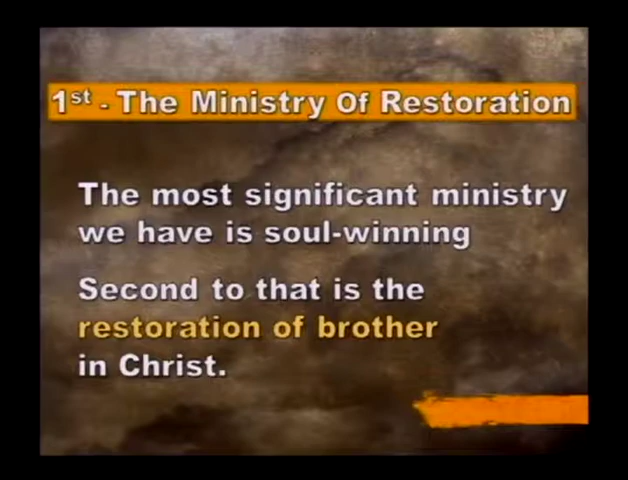 1st - The Ministry Of Restoration
The most significant ministry
we have is soul-winning
Second to that is the
restoration of brother
in Christ.